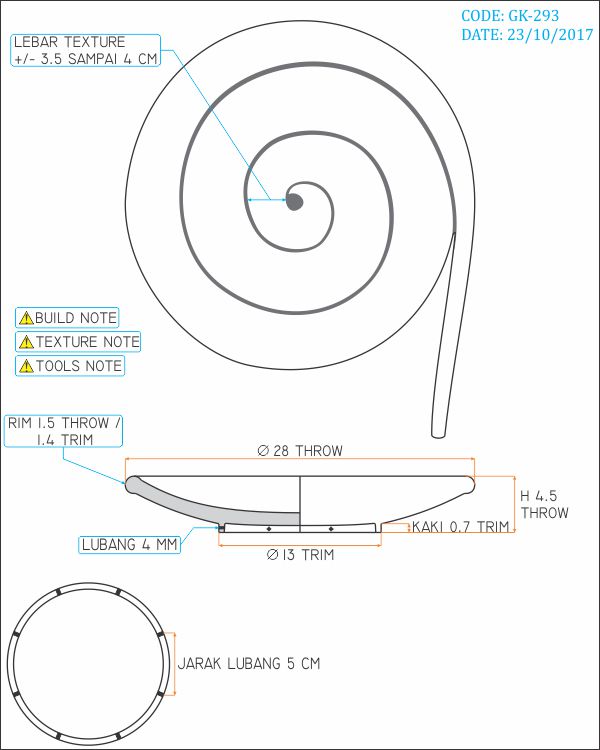 CODE: GK-293
DATE: 23/10/2017
LEBAR TEXTURE
+/- 3.5 SAMPAI 4 CM
BUILD NOTE
TEXTURE NOTE
TOOLS NOTE
RIM 1.5 THROW /
1.4 TRIM
Ø 28 THROW
H 4.5
THROW
KAKI 0.7 TRIM
LUBANG 4 MM
Ø 13 TRIM
JARAK LUBANG 5 CM